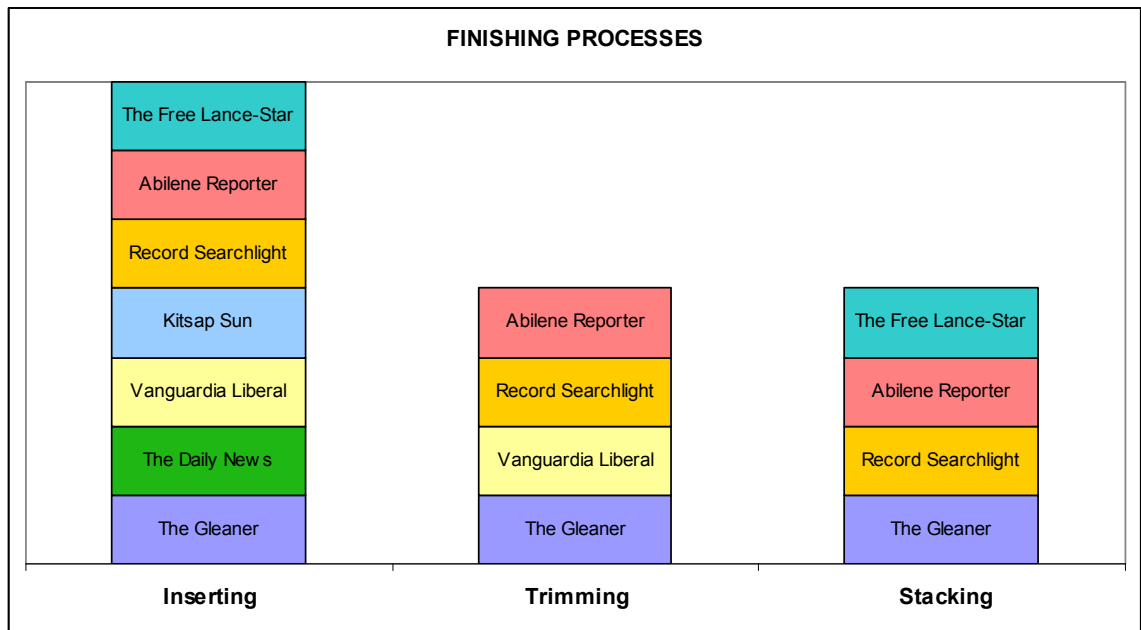 FINISHING PROCESSES
The Free Lance-Star
Abilene Reporter
Record Searchlight
Kitsap Sun
Vanguardia Liberal
The Daily News
The Gleaner
Abilene Reporter
Record Searchlight
Vanguardia Liberal
The Gleaner
The Free Lance-Star
Abilene Reporter
Record Searchlight
The Gleaner
Inserting
Trimming
Stacking